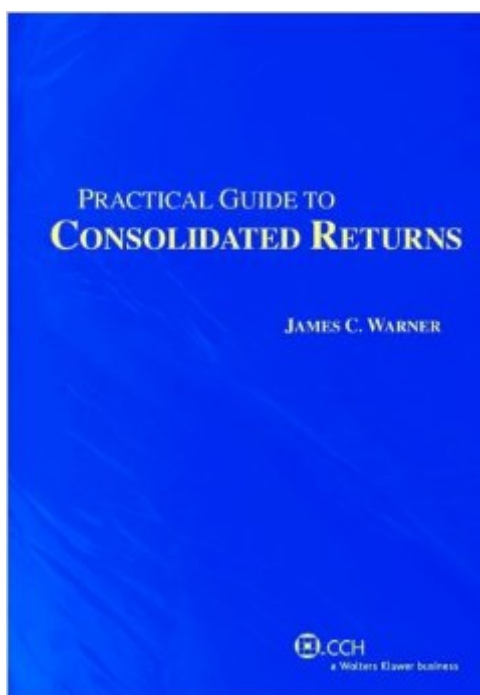 PRACTICAL GUIDE TO
CONSOLIDATED RETURNS
JAMES C. WARNER
CCH
a Wolters Kluwer business